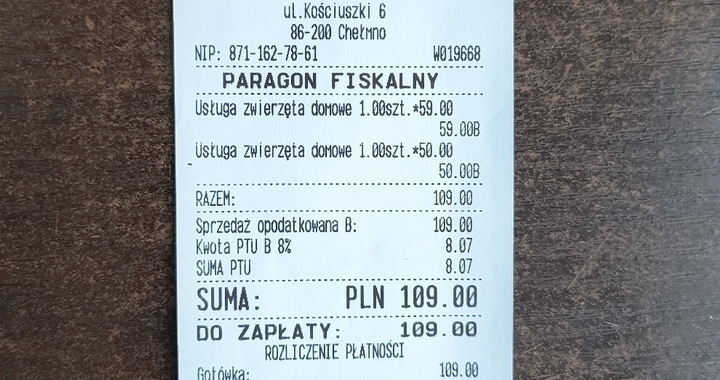 ul.Kościuszki 6
86-200 Chełmno
NIP: 871-162-78-61 W019668
PARAGON FISKALNY
Usługa zwierzęta domowe 1.00szt.*59.00
59.00B
Usługa zwierzęta domowe 1.00szt.*50.00
50.00B
RAZEM: 109.00
Sprzedaż opodatkowana B: 109.00
Kwota PTU B 8% 8.07
SUMA PTU 8.07
SUMA: PLN 109.00
DO ZAPŁATY: 109.00
ROZLICZENIE PŁATNOŚCI
Gotówka: 109.00